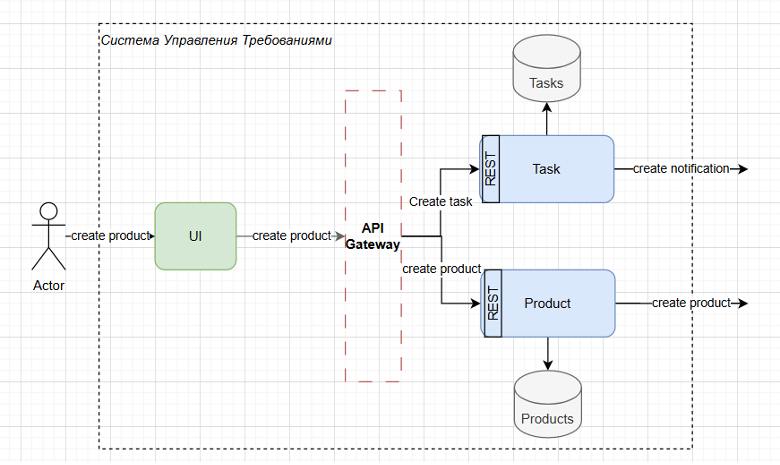 Система Управления Требованиями
Tasks
REST
Task
create notification
Create task
create product
UI
create product
API
Gateway
Actor
create product
REST
Product
create product
Products